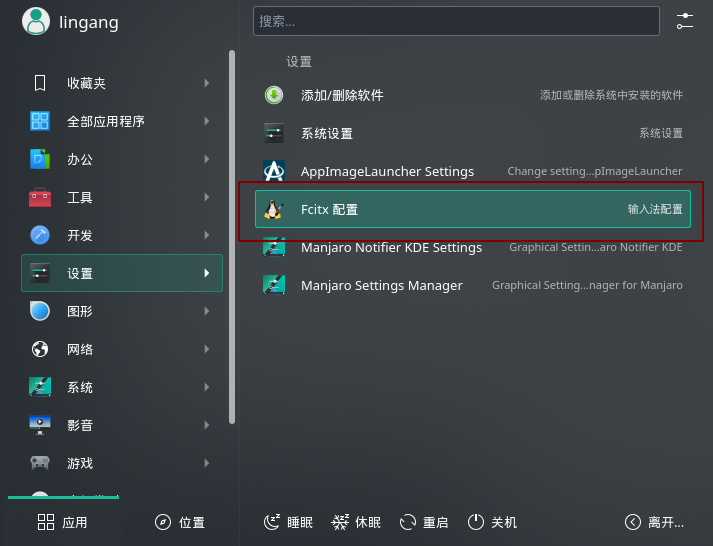 lingang
搜索...
收藏夹
全部应用程序
办公
工具
开发
设置
图形
网络
系统
影音
游戏
设置
添加/删除软件 添加或删除系统中安装的软件
系统设置 系统设置
AppImageLauncher Settings Change setting...pImageLauncher
Fcitx 配置 输入法配置
Manjaro Notifier KDE Settings Graphical Settin...aro Notifier KDE
Manjaro Settings Manager Graphical Setting...nager for Manjaro
应用 位置 睡眠 休眠 重启 关机 离开...